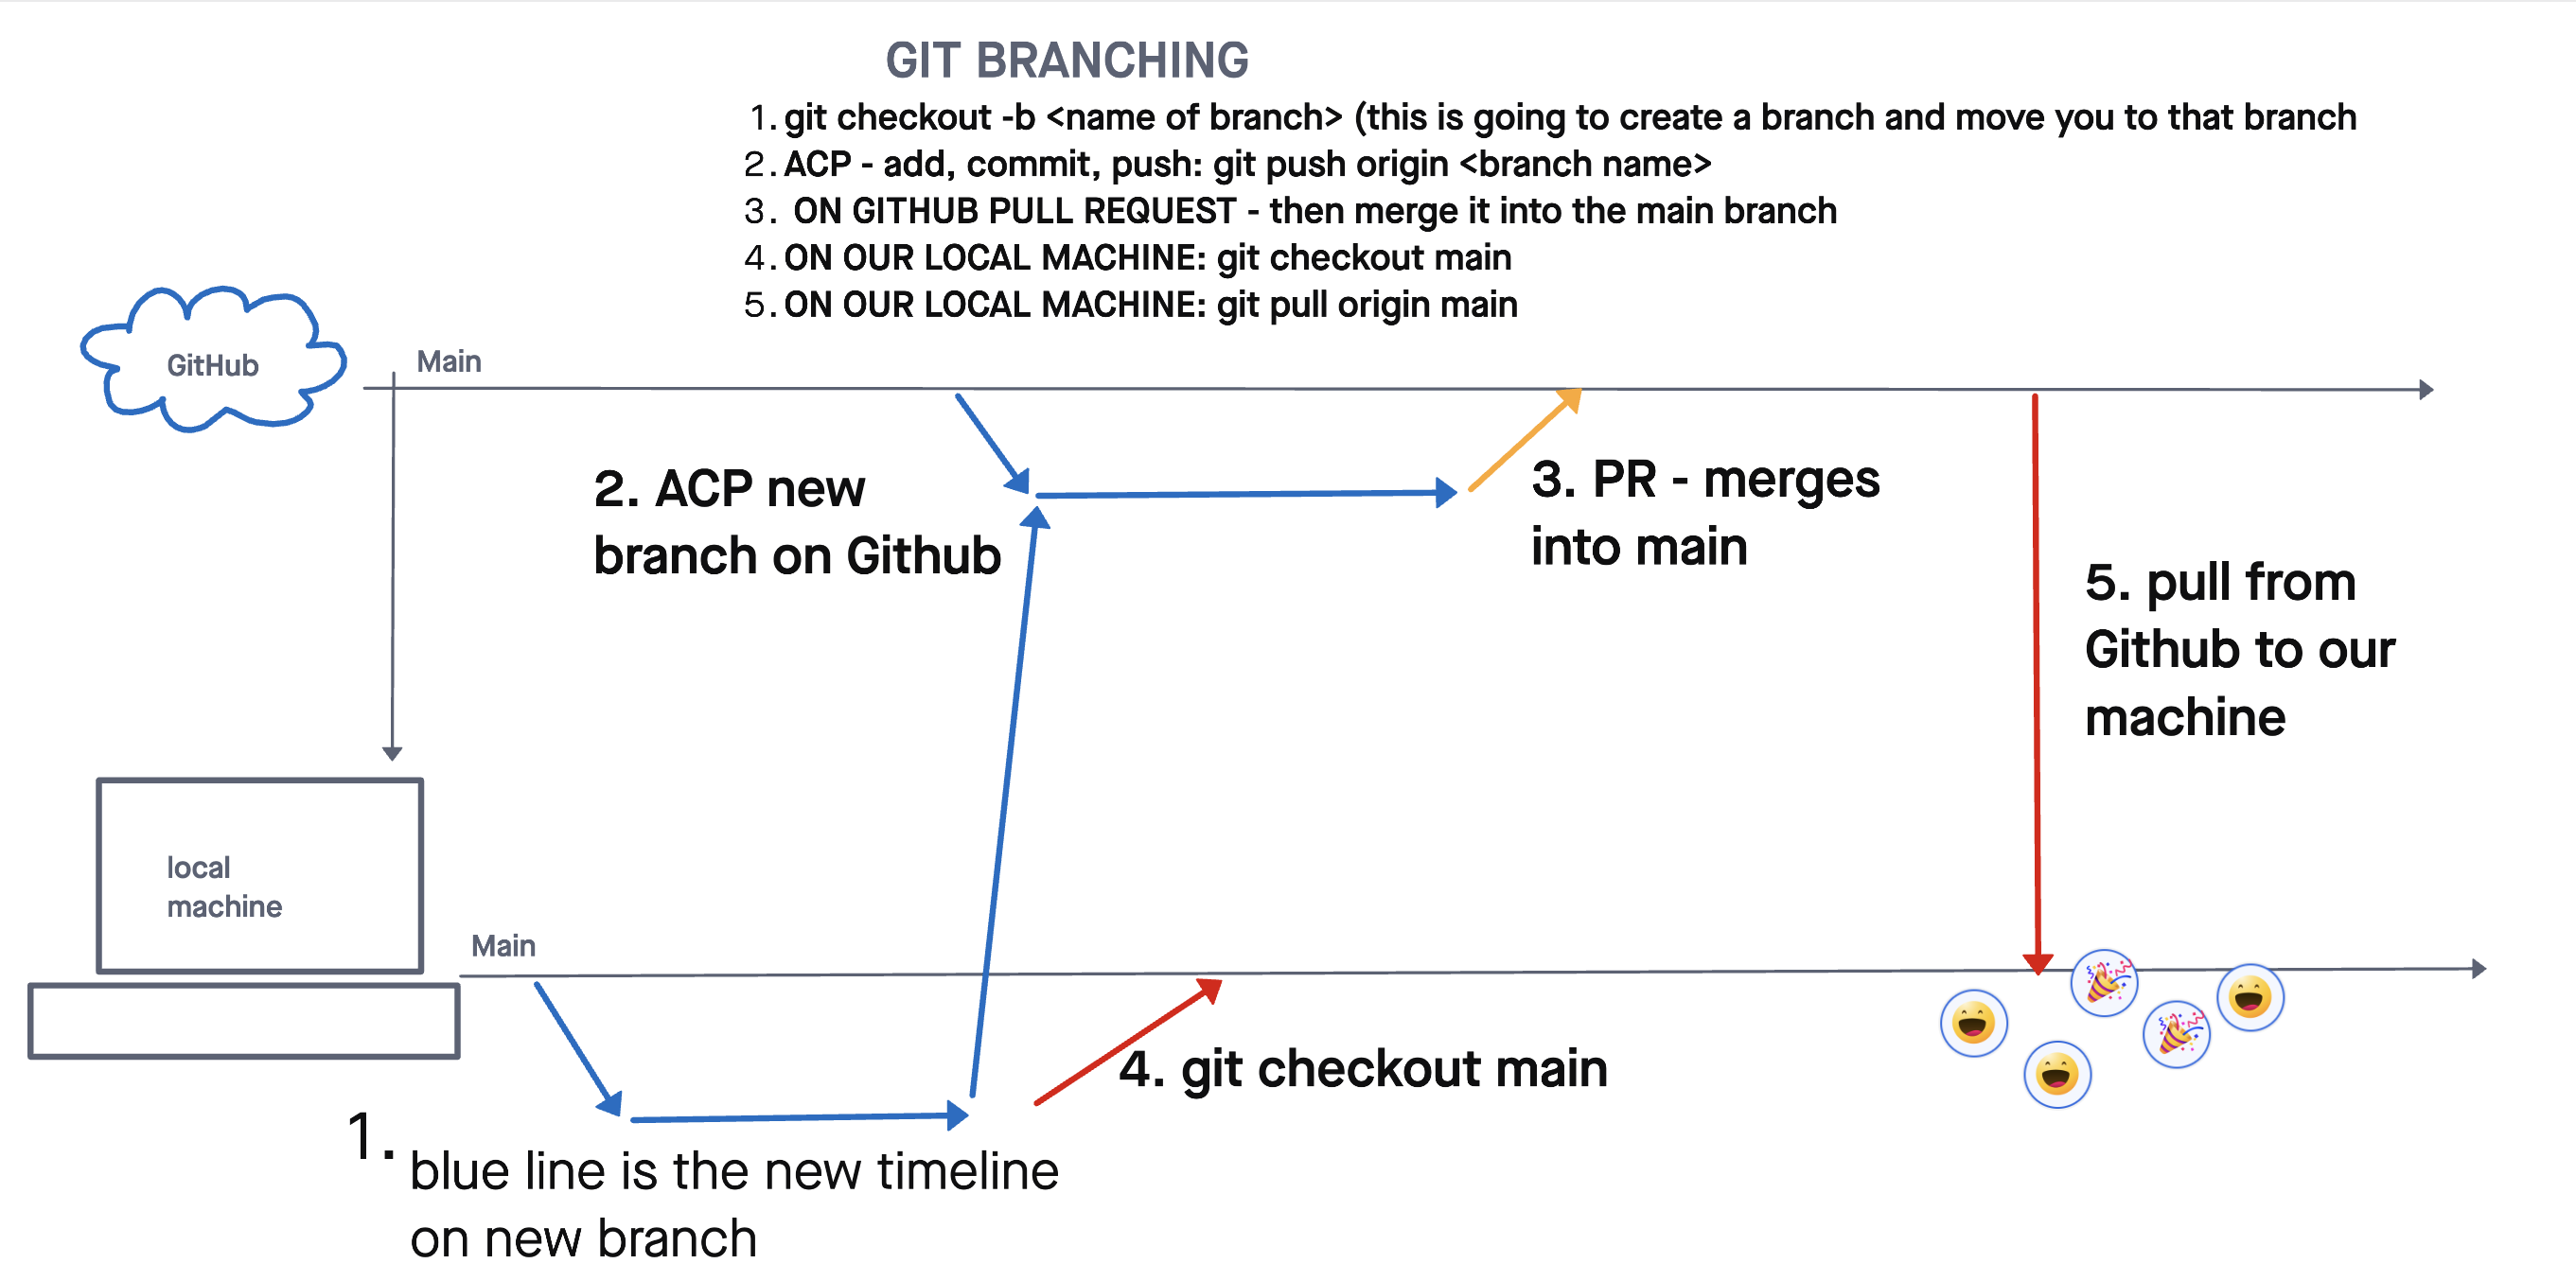 GIT BRANCHING
1. git checkout -b <name of branch> (this is going to create a branch and move you to that branch
2. ACP - add, commit, push: git push origin <branch name>
3. ON GITHUB PULL REQUEST - then merge it into the main branch
4. ON OUR LOCAL MACHINE: git checkout main
5. ON OUR LOCAL MACHINE: git pull origin main
GitHub
Main
2. ACP new
branch on Github
3. PR - merges
into main
5. pull from
Github to our
machine
local
machine
Main
4. git checkout main
1.
blue line is the new timeline
on new branch